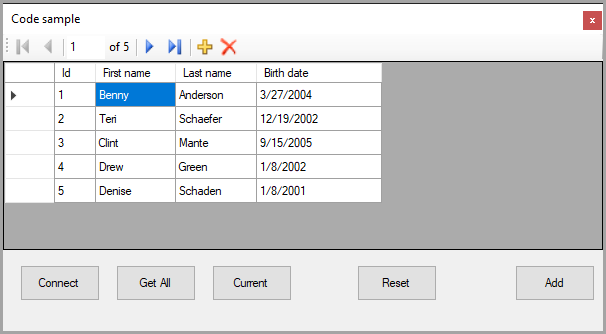 Code sample x
1 of 5
Id First name Last name Birth date
1 Benny Anderson 3/27/2004
2 Teri Schaefer 12/19/2002
3 Clint Mante 9/15/2005
4 Drew Green 1/8/2002
5 Denise Schaden 1/8/2001
Connect Get All Current Reset Add